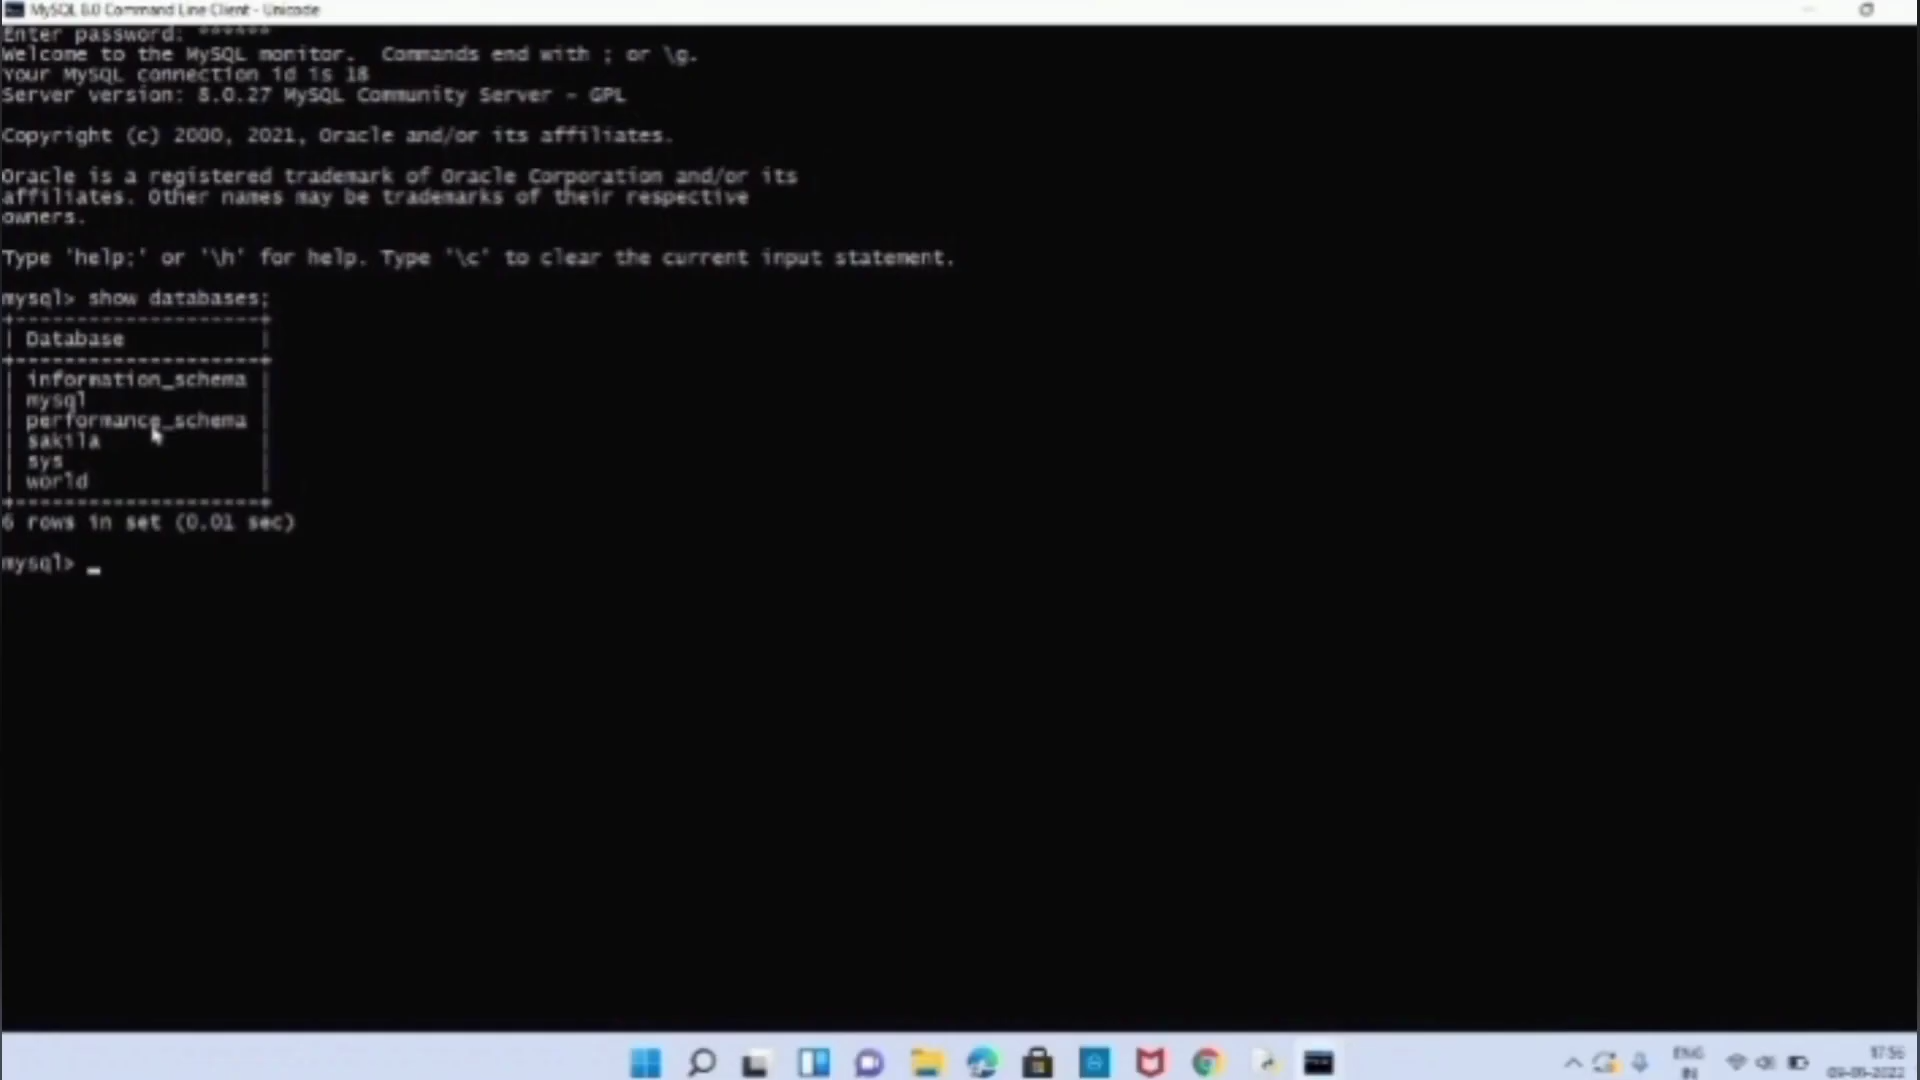 MySQL 8.0 Command Line Client - Unicode
Enter password: ******
Welcome to the MySQL monitor.  Commands end with ; or \g.
Your MySQL connection id is 18
Server version: 8.0.27 MySQL Community Server - GPL
Copyright (c) 2000, 2021, Oracle and/or its affiliates.
Oracle is a registered trademark of Oracle Corporation and/or its
affiliates. Other names may be trademarks of their respective
owners.
Type 'help;' or '\h' for help. Type '\c' to clear the current input statement.
mysql> show databases;
+--------------------+
| Database           |
+--------------------+
| information_schema |
| mysql              |
| performance_schema |
| sakila             |
| sys                |
| world              |
+--------------------+
6 rows in set (0.01 sec)
mysql> _
ENG
IN
17:56